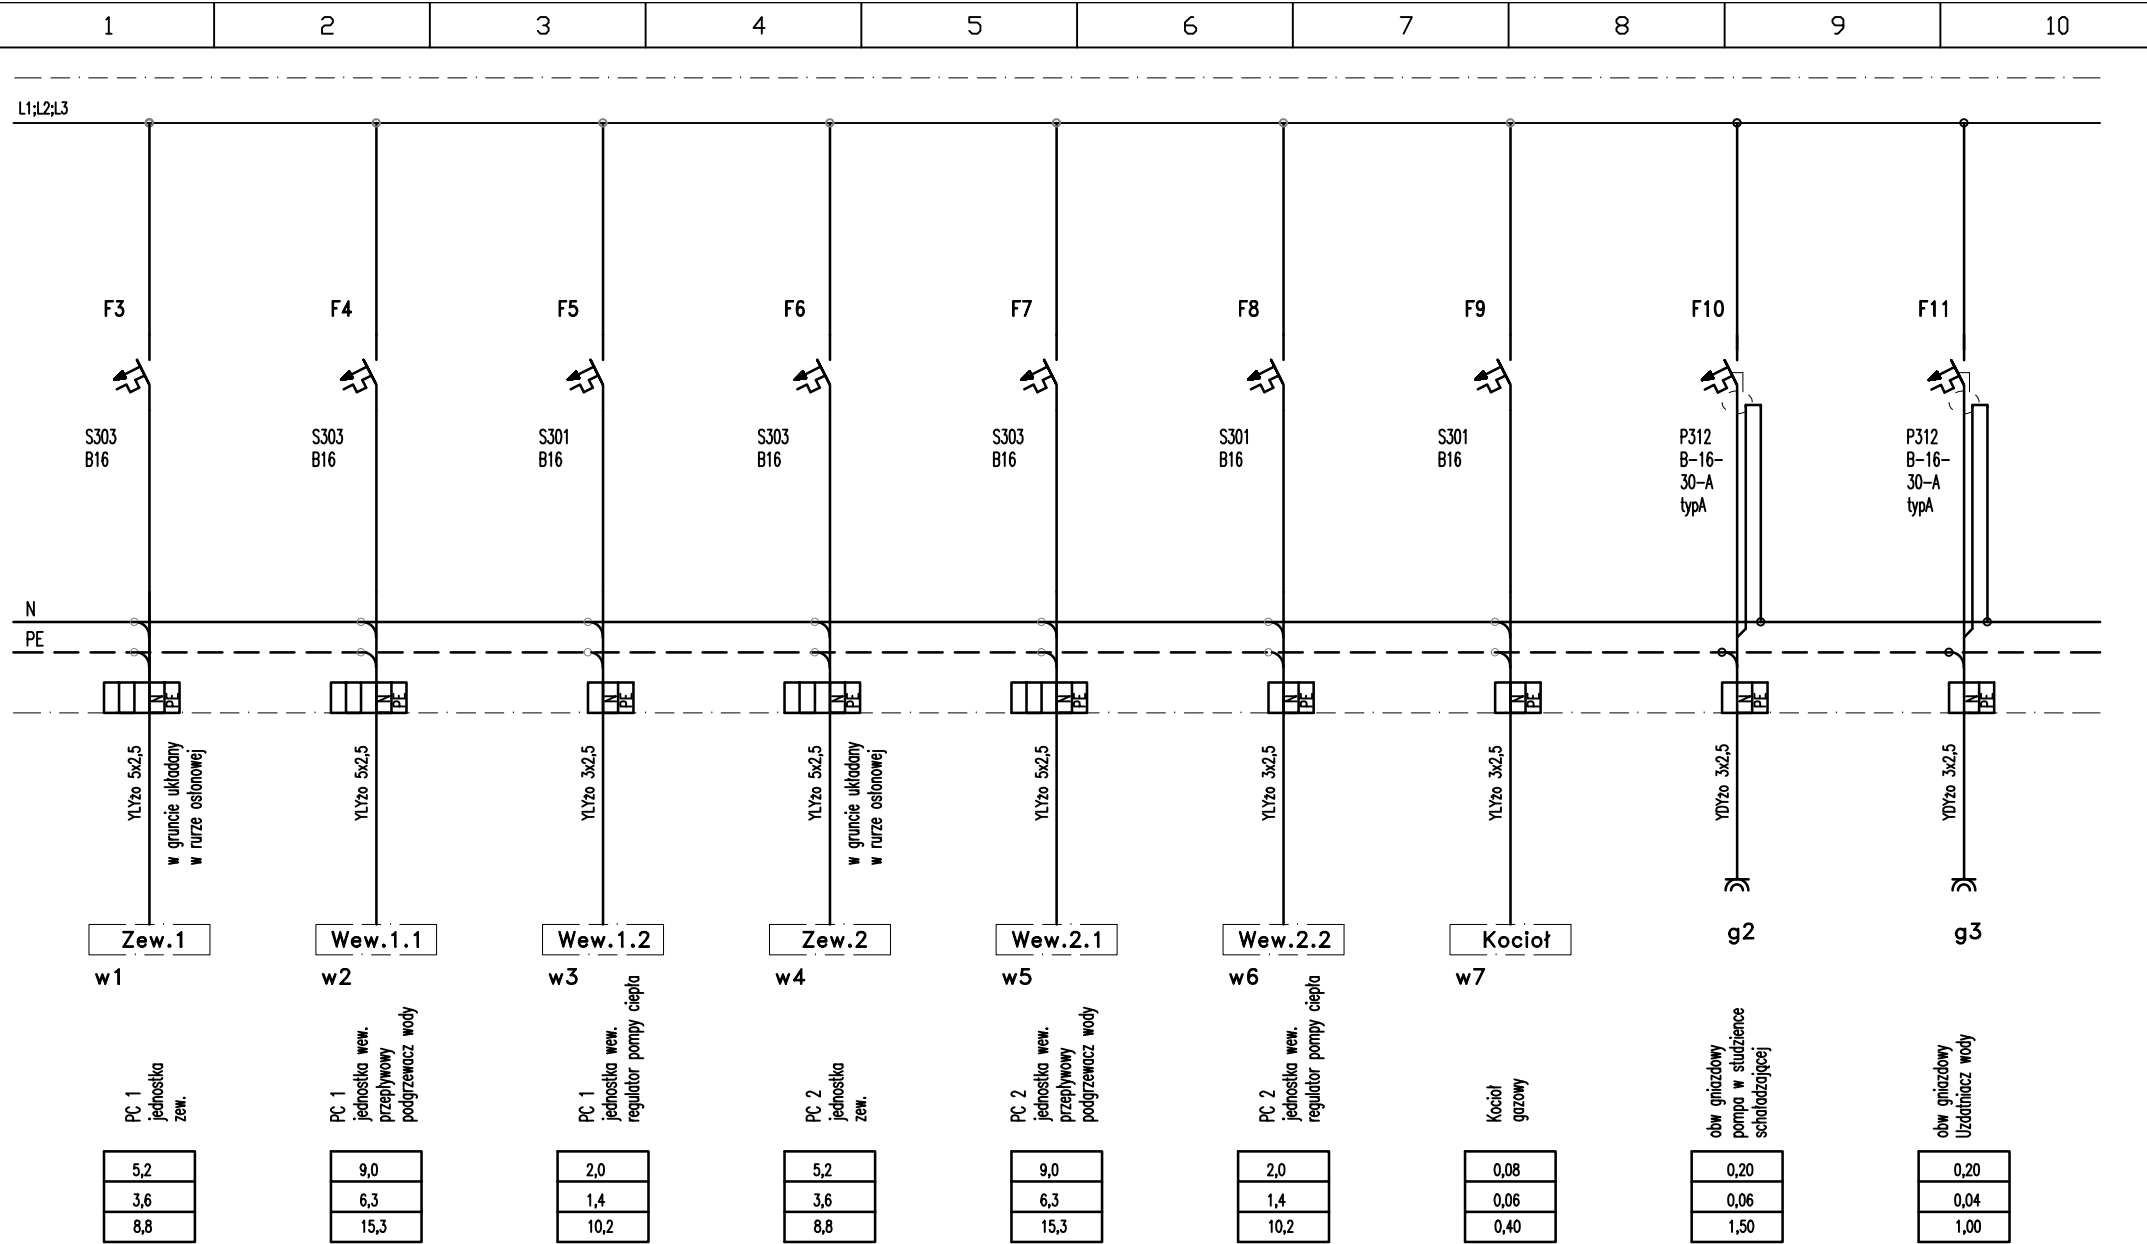 1 2 3 4 5 6 7 8 9 10
L1;L2;L3
F3 F4 F5 F6 F7 F8 F9 F10 F11
S303 S303 S301 S303 S303 S301 S301 P312 P312
B16 B16 B16 B16 B16 B16 B16 B-16- B-16-
30-A 30-A
typA typA
N
PE
N PE N PE N PE N PE N PE N PE N PE N PE N PE
YLYżo 5x2,5
w gruncie układany
w rurze osłonowej
YLYżo 5x2,5
YLYżo 3x2,5
YLYżo 5x2,5
w gruncie układany
w rurze osłonowej
YLYżo 5x2,5
YLYżo 3x2,5
YLYżo 3x2,5
YDYżo 3x2,5
YDYżo 3x2,5
Zew.1 Wew.1.1 Wew.1.2 Zew.2 Wew.2.1 Wew.2.2 Kocioł g2 g3
w1 w2 w3 w4 w5 w6 w7
PC 1
jednostka
zew.
PC 1
jednostka wew.
przepływowy
podgrzewacz wody
PC 1
jednostka wew.
regulator pompy ciepła
PC 2
jednostka
zew.
PC 2
jednostka wew.
przepływowy
podgrzewacz wody
PC 2
jednostka wew.
regulator pompy ciepła
Kocioł
gazowy
obw gniazdowy
pompa w studzience
schaładzającej
obw gniazdowy
Uzdatniacz wody
5,2 9,0 2,0 5,2 9,0 2,0 0,08 0,20 0,20
3,6 6,3 1,4 3,6 6,3 1,4 0,06 0,06 0,04
8,8 15,3 10,2 8,8 15,3 10,2 0,40 1,50 1,00